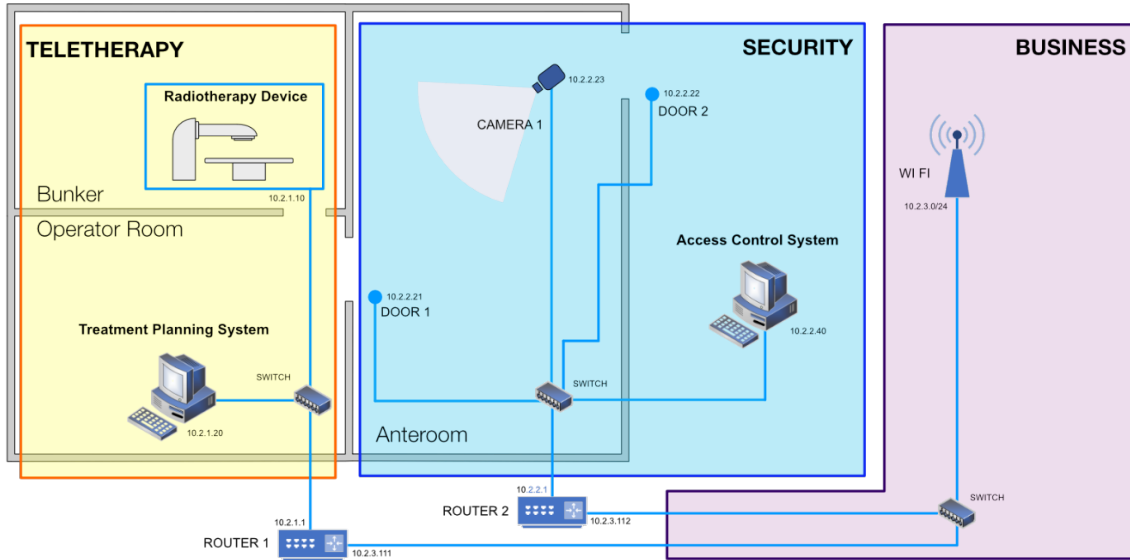 TELETHERAPY
SECURITY
BUSINESS
Radiotherapy Device
10.2.1.10
Bunker
Operator Room
Treatment Planning System
SWITCH
10.2.1.20
10.2.2.23
CAMERA 1
10.2.2.22
DOOR 2
10.2.2.21
DOOR 1
Access Control System
10.2.2.40
SWITCH
Anteroom
WI FI
10.2.3.0/24
SWITCH
10.2.2.1
ROUTER 2
10.2.3.112
10.2.1.1
ROUTER 1
10.2.3.111